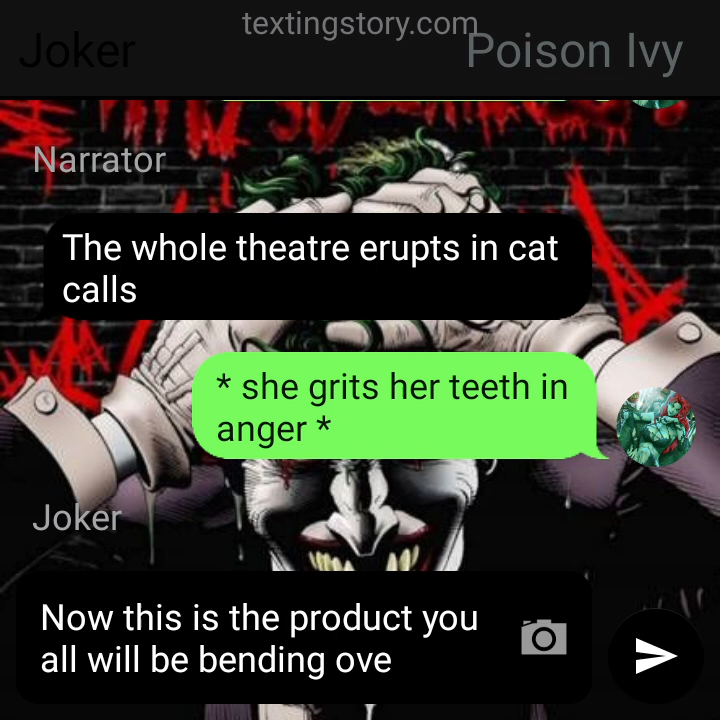 textingstory.com
Joker Poison Ivy
Narrator
The whole theatre erupts in cat
calls
* she grits her teeth in
anger *
Joker
Now this is the product you
all will be bending ove